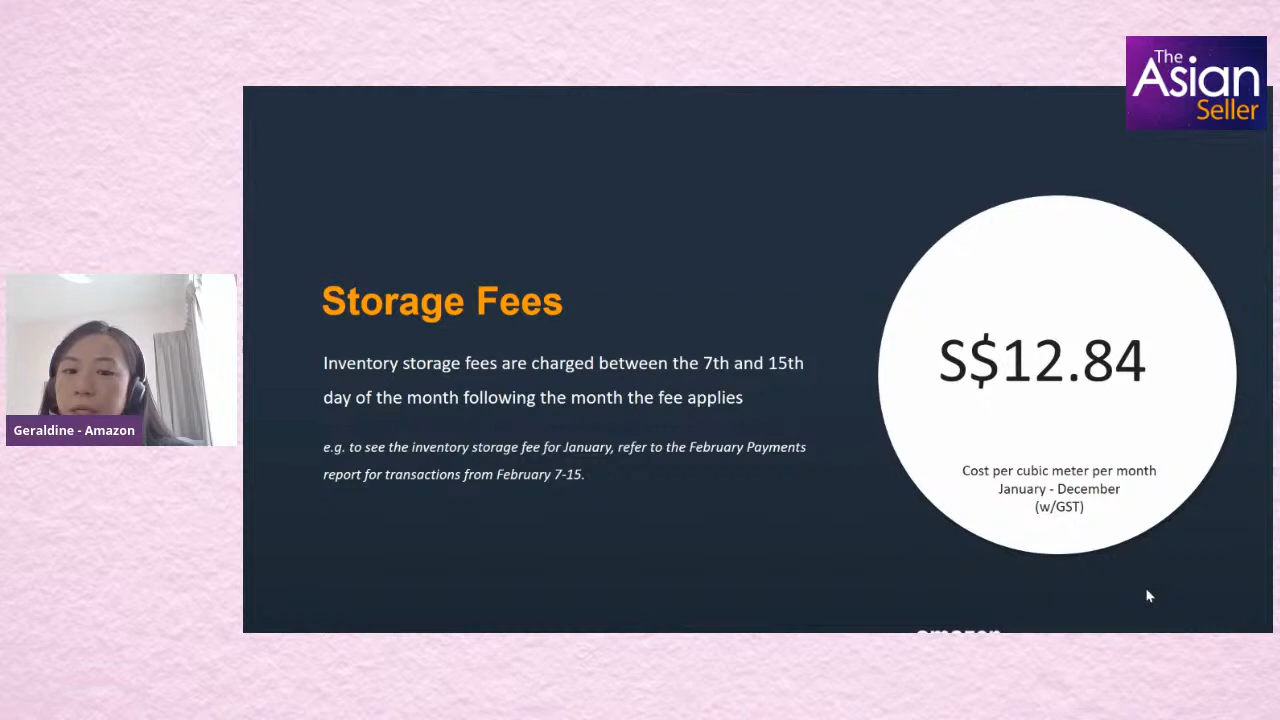 The
Asian
Seller
Storage Fees
Inventory storage fees are charged between the 7th and 15th
day of the month following the month the fee applies
e.g. to see the inventory storage fee for January, refer to the February Payments
report for transactions from February 7-15.
S$12.84
Cost per cubic meter per month
January - December
(w/GST)
Geraldine - Amazon
amazon